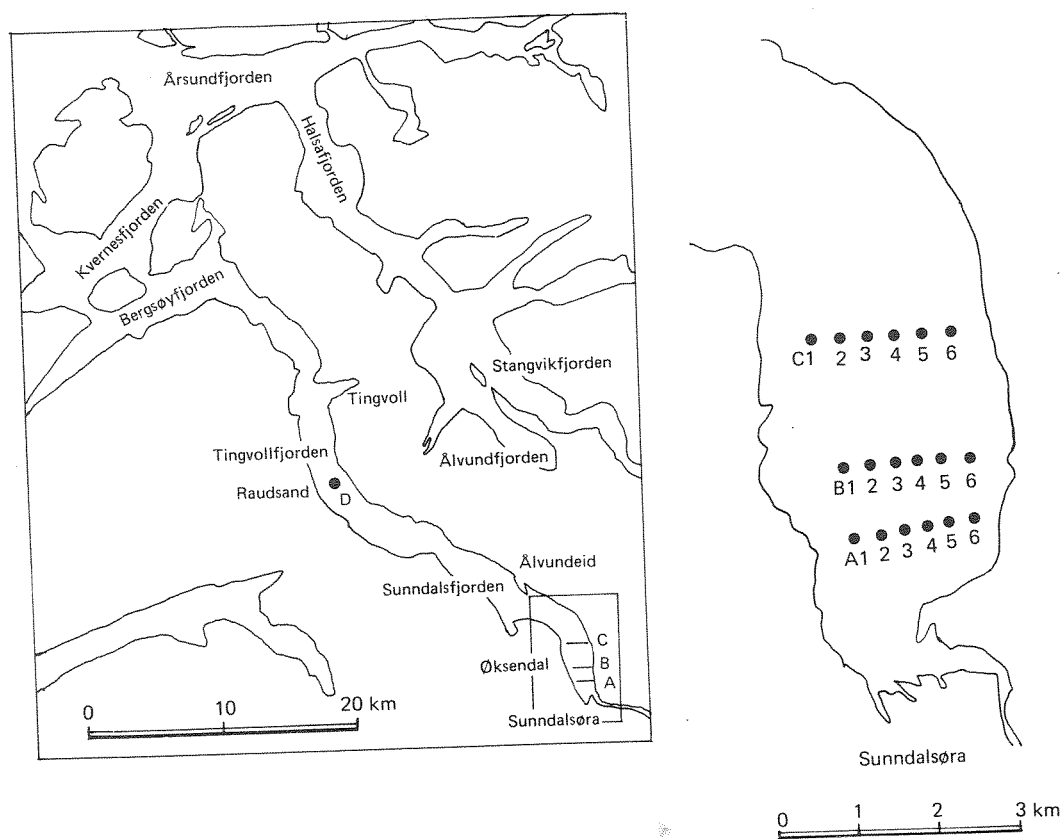 Årsundfjorden
Halsafjorden
Kvernesfjorden
Bergsøyfjorden
Stangvikfjorden
Tingvoll
Tingvollfjorden
Ålvundfjorden
Raudsand
D
Ålvundeid
Sunndalsfjorden
C
Øksendal
B
A
Sunndalsøra
0 10 20 km
C1 2 3 4 5 6
B1 2 3 4 5 6
A1 2 3 4 5 6
Sunndalsøra
0 1 2 3 km